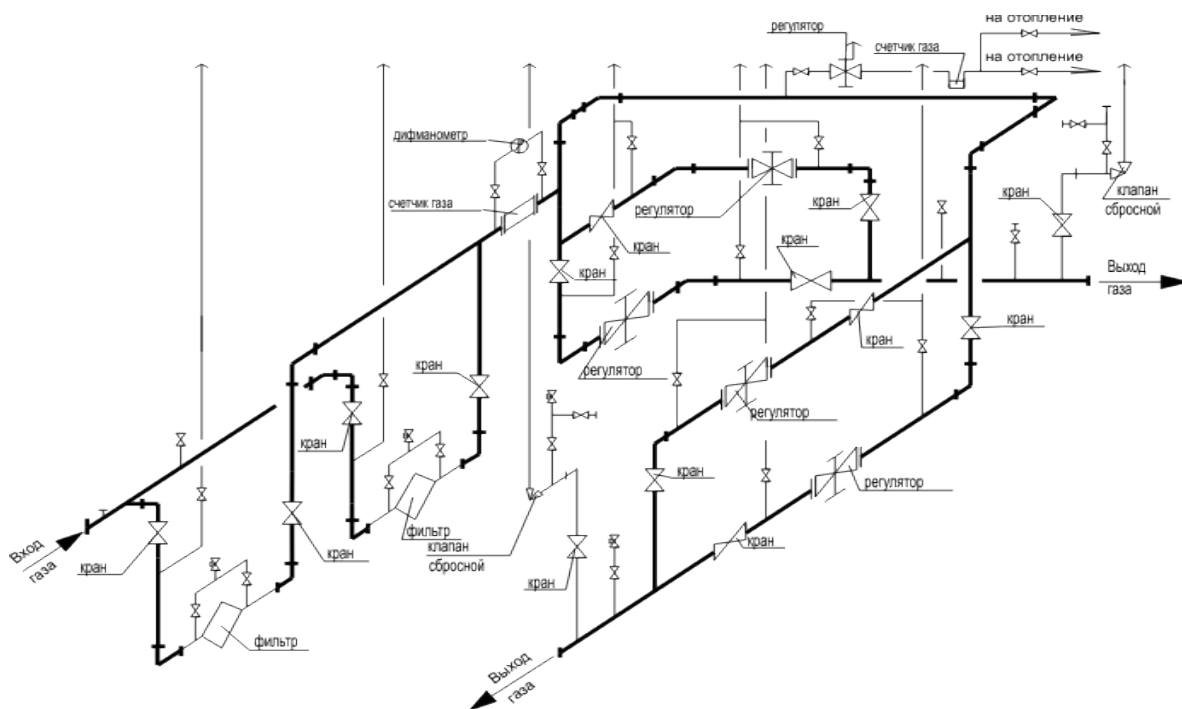 на отопление
регулятор
счетчик газа
на отопление
дифманометр
счетчик газа
регулятор
кран
клапан
сбросной
кран
кран
кран
кран
Выход
газа
кран
кран
регулятор
кран
регулятор
кран
кран
регулятор
Вход
газа
кран
кран
фильтр
клапан
сбросной
кран
кран
фильтр
Выход
газа